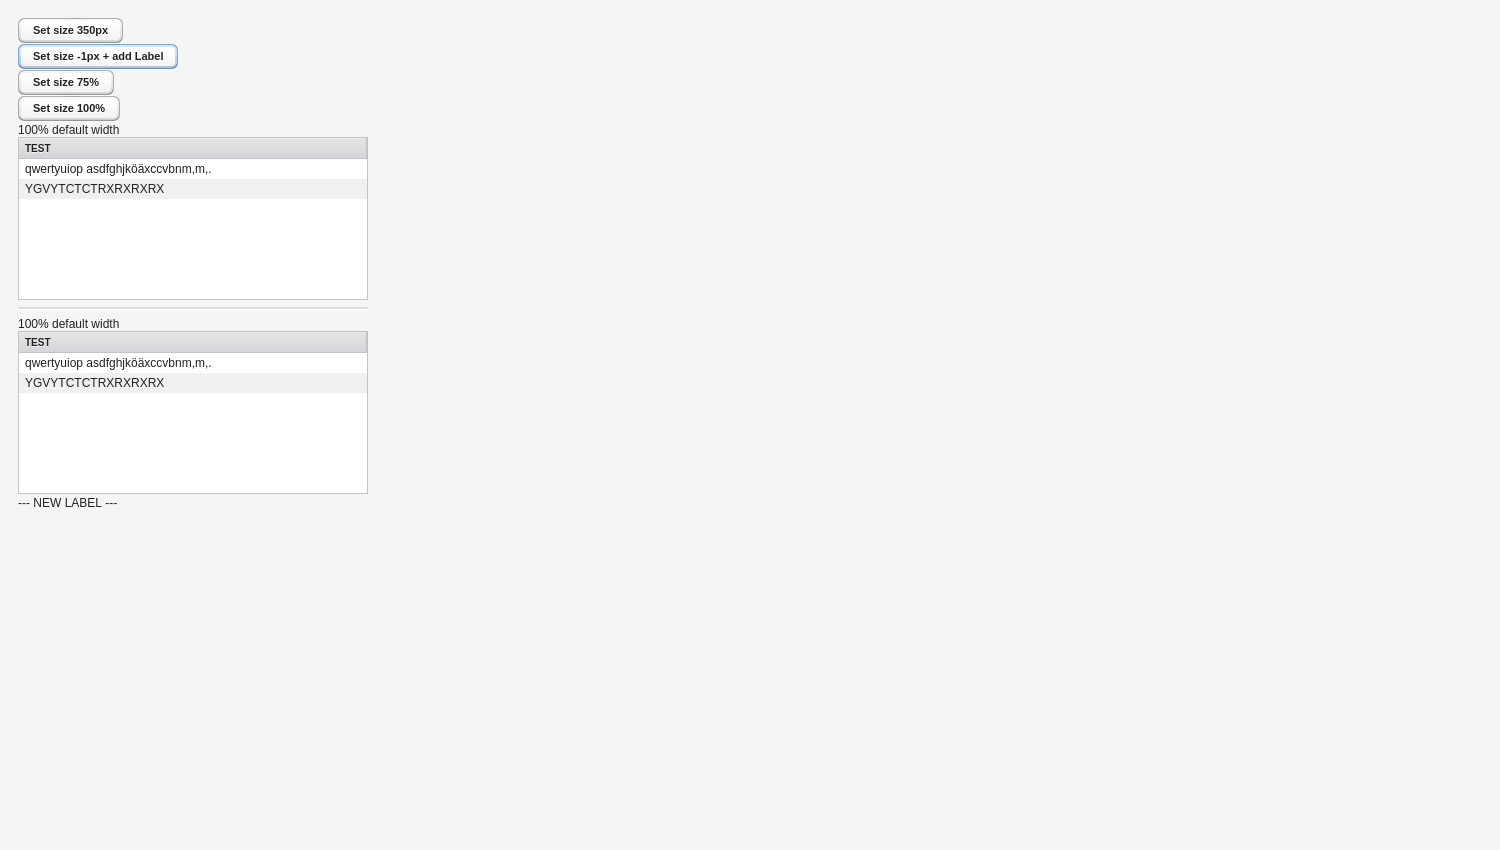 Set size 350px
Set size -1px + add Label
Set size 75%
Set size 100%
100% default width
TEST
qwertyuiop asdfghjköäxccvbnm,m,.
YGVYTCTCTRXRXRXRX
100% default width
TEST
qwertyuiop asdfghjköäxccvbnm,m,.
YGVYTCTCTRXRXRXRX
--- NEW LABEL ---